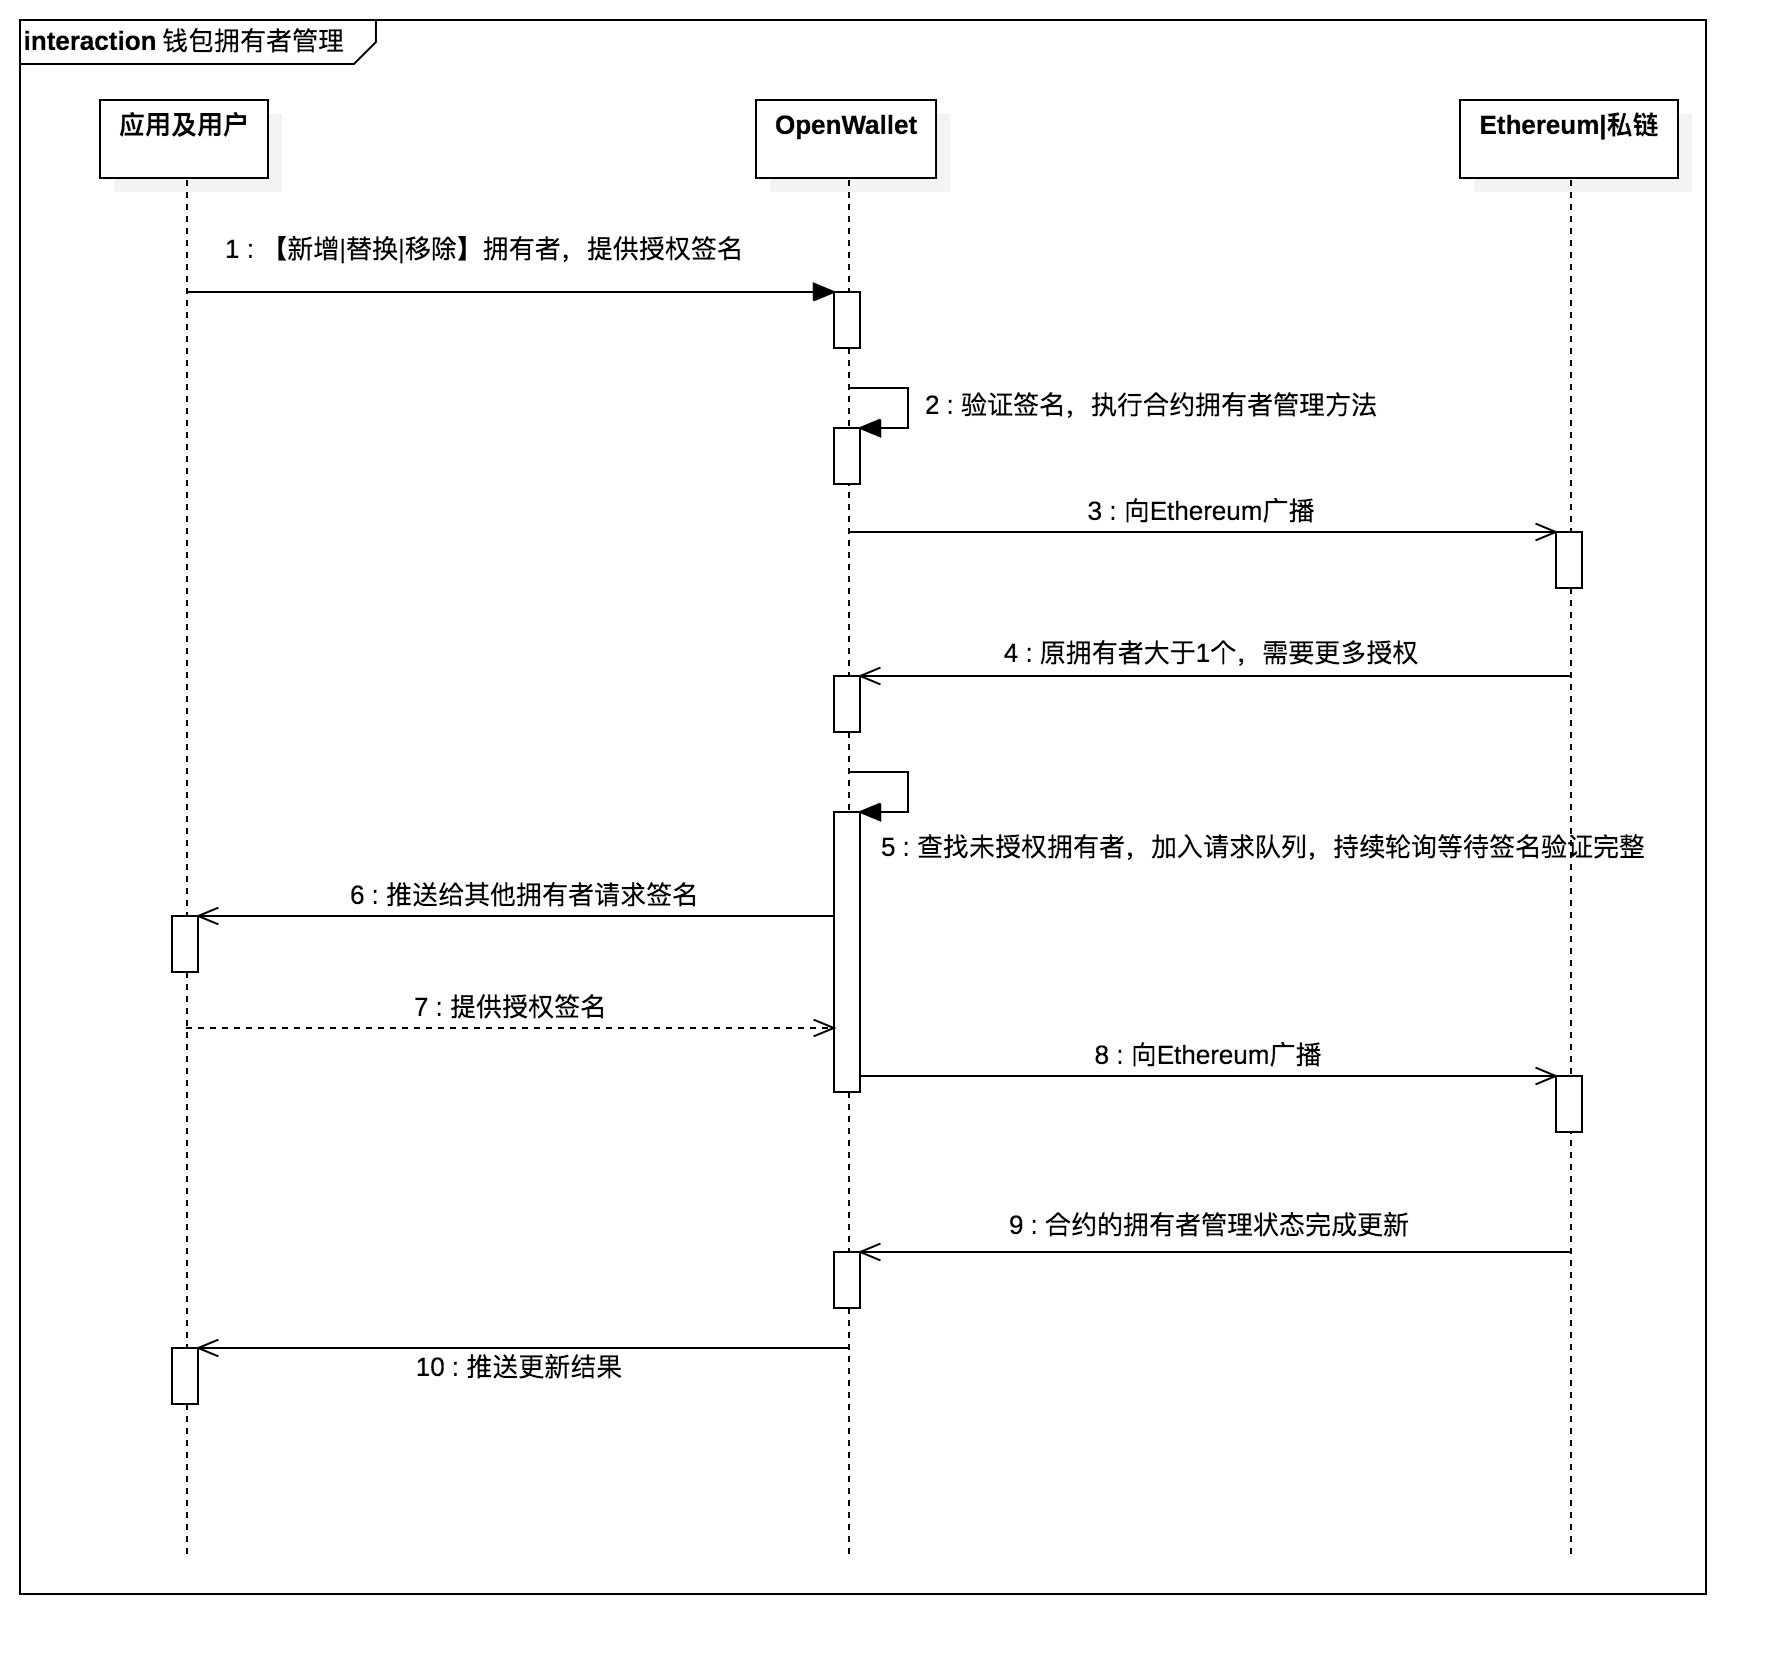 interaction 钱包拥有者管理
应用及用户
OpenWallet
Ethereum|私链
1 : 【新增|替换|移除】拥有者，提供授权签名
2 : 验证签名，执行合约拥有者管理方法
3 : 向Ethereum广播
4 : 原拥有者大于1个，需要更多授权
5 : 查找未授权拥有者，加入请求队列，持续轮询等待签名验证完整
6 : 推送给其他拥有者请求签名
7 : 提供授权签名
8 : 向Ethereum广播
9 : 合约的拥有者管理状态完成更新
10 : 推送更新结果